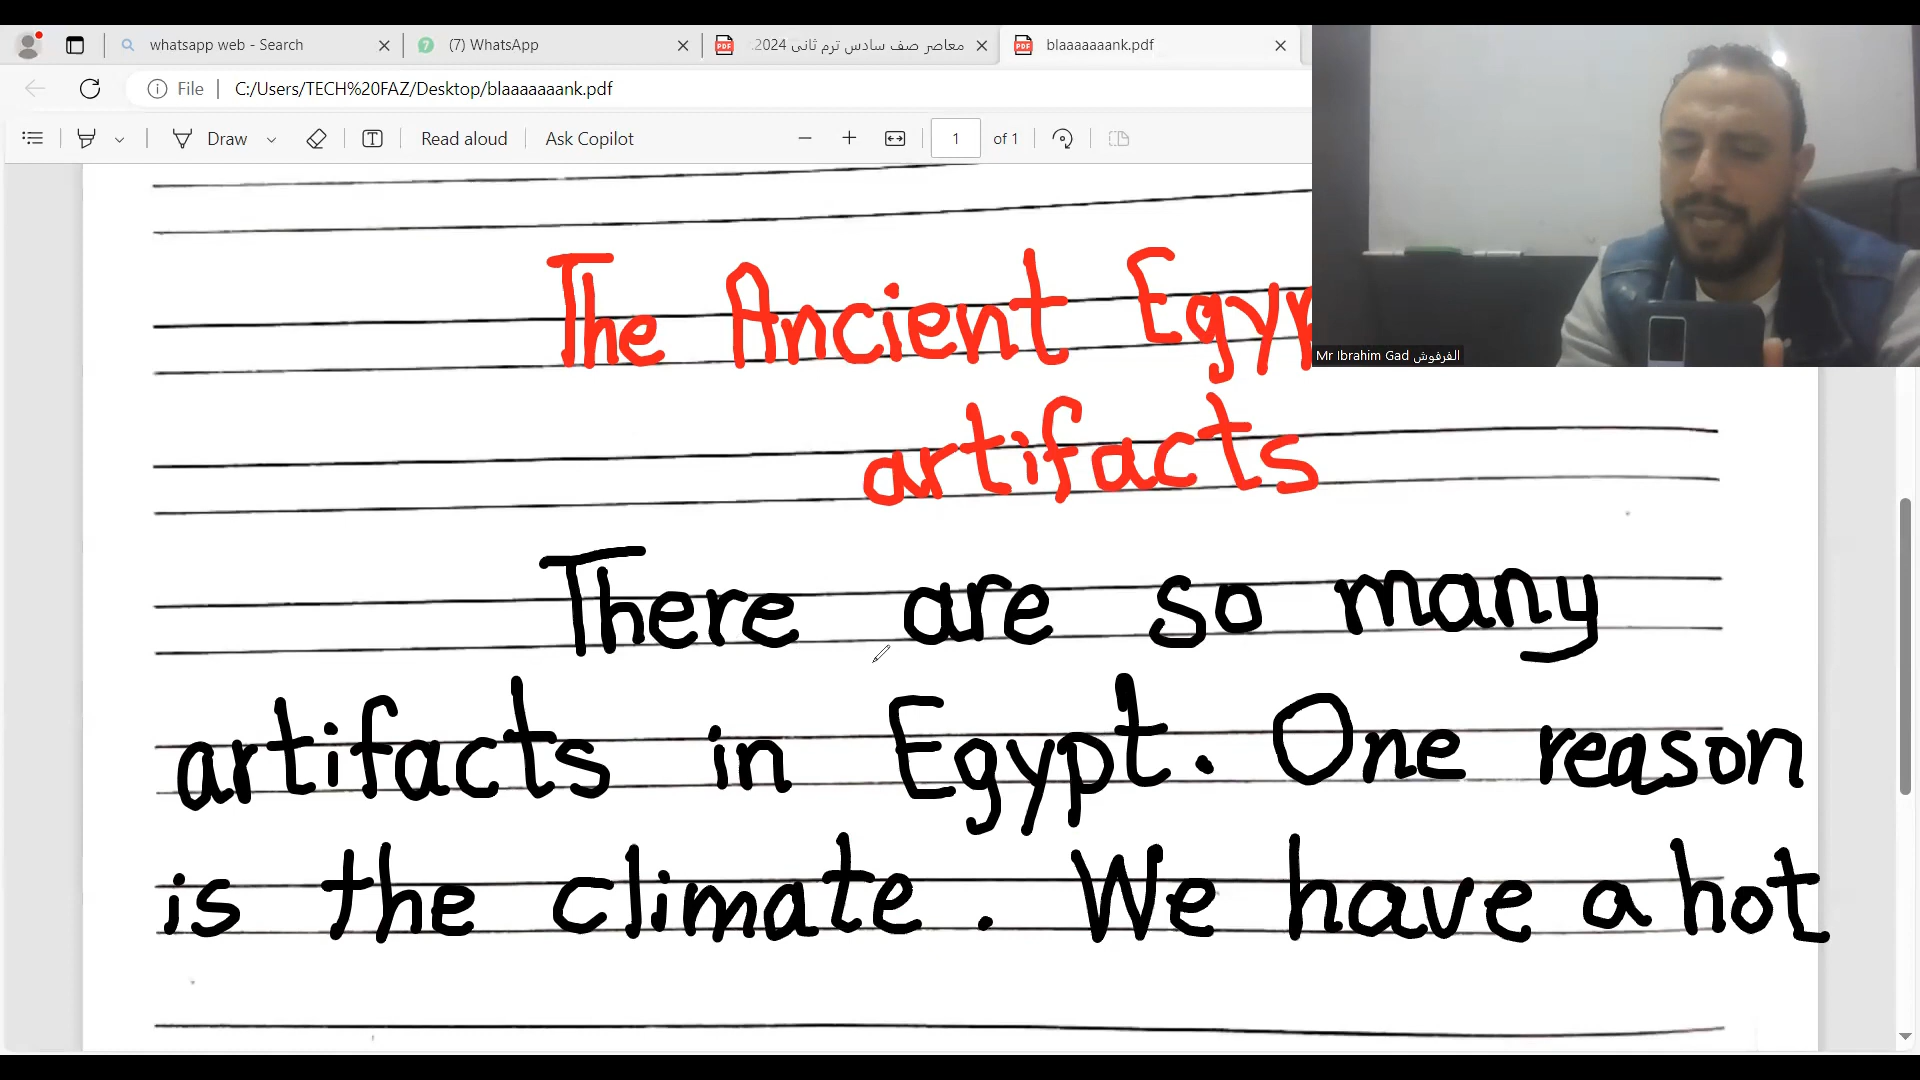 whatsapp web - Search
(7) WhatsApp
معاصر صف سادس ترم ثانى 2024.
blaaaaaaank.pdf
File
C:/Users/TECH%20FAZ/Desktop/blaaaaaaank.pdf
Draw
Read aloud
Ask Copilot
1
of 1
Mr Ibrahim Gad الفرفوش
The Ancient Egyp
artifacts
There are so many
artifacts in Egypt. One reason
is the climate. We have a hot